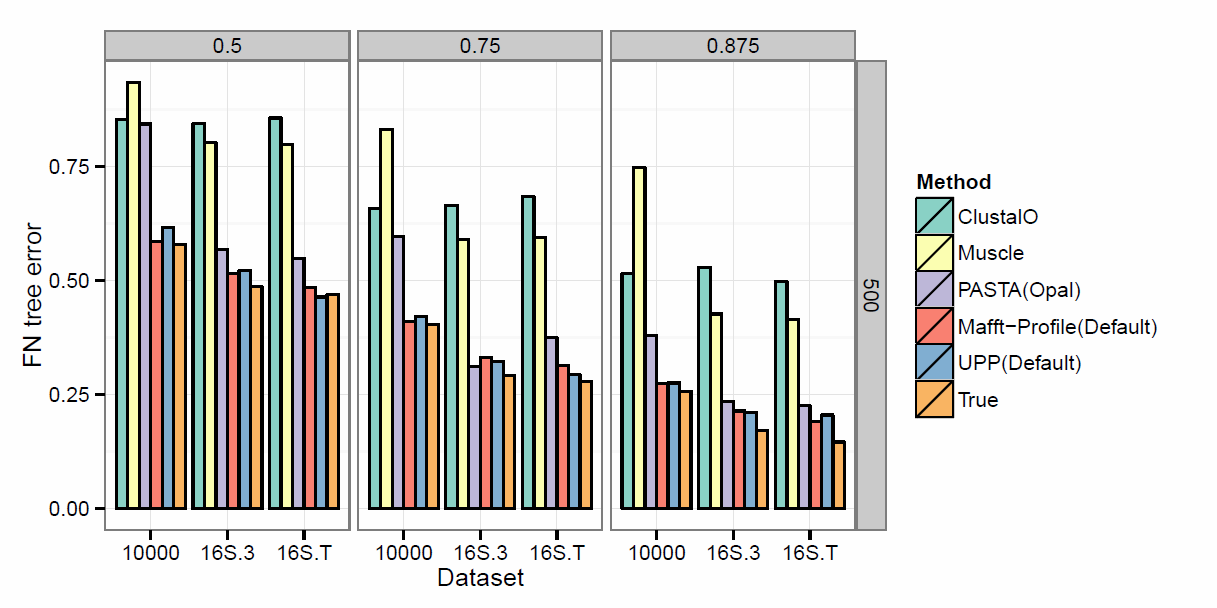 0.5 0.75 0.875
FN tree error
0.75
0.50
0.25
0.00
500
10000 16S.3 16S.T 10000 16S.3 16S.T 10000 16S.3 16S.T
Dataset
Method
ClustalO
Muscle
PASTA(Opal)
Mafft−Profile(Default)
UPP(Default)
True